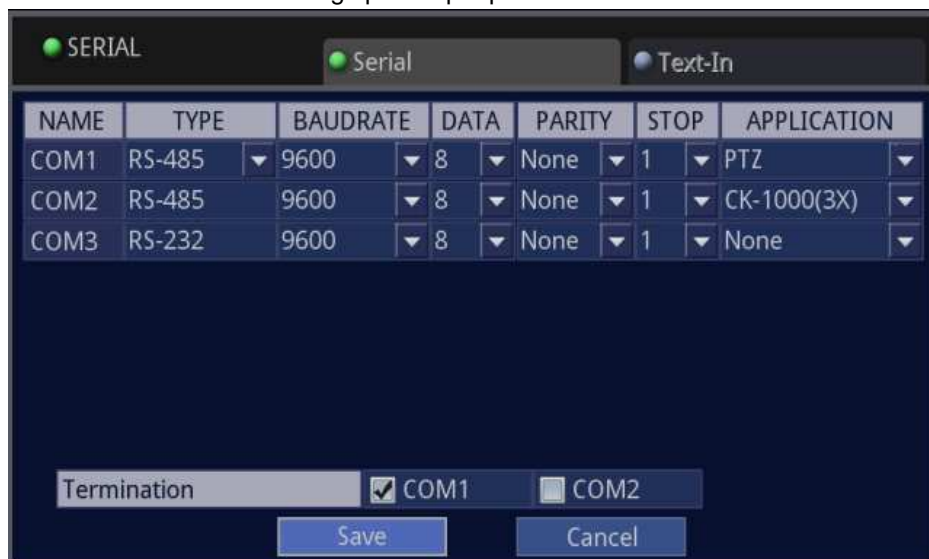 SERIAL Serial Text-In
NAME TYPE BAUDRATE DATA PARITY STOP APPLICATION
COM1 RS-485 9600 8 None 1 PTZ
COM2 RS-485 9600 8 None 1 CK-1000(3X)
COM3 RS-232 9600 8 None 1 None
Termination COM1 COM2
Save Cancel